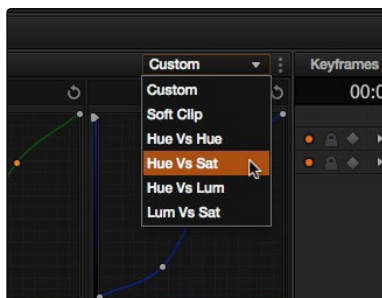 Custom
Keyframes
00:0
Custom
Soft Clip
Hue Vs Hue
Hue Vs Sat
Hue Vs Lum
Lum Vs Sat